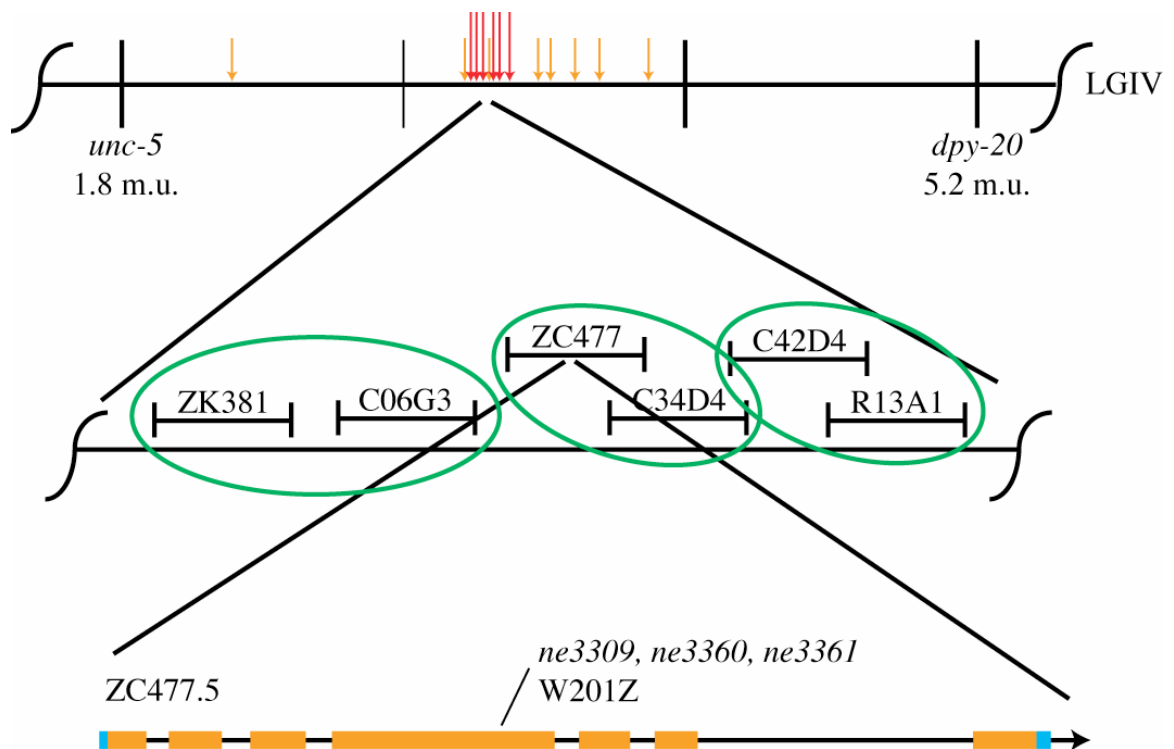 LGIV
unc-5
1.8 m.u.
dpy-20
5.2 m.u.
ZC477
C42D4
ZK381
C06G3
C34D4
R13A1
ne3309, ne3360, ne3361
W201Z
ZC477.5